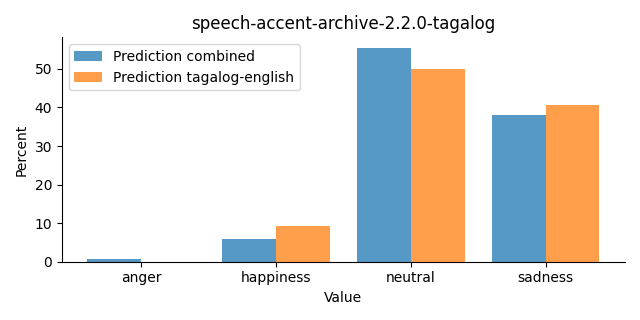 speech-accent-archive-2.2.0-tagalog
Prediction combined
Prediction tagalog-english
Percent
50
40
30
20
10
0
anger happiness neutral sadness
Value